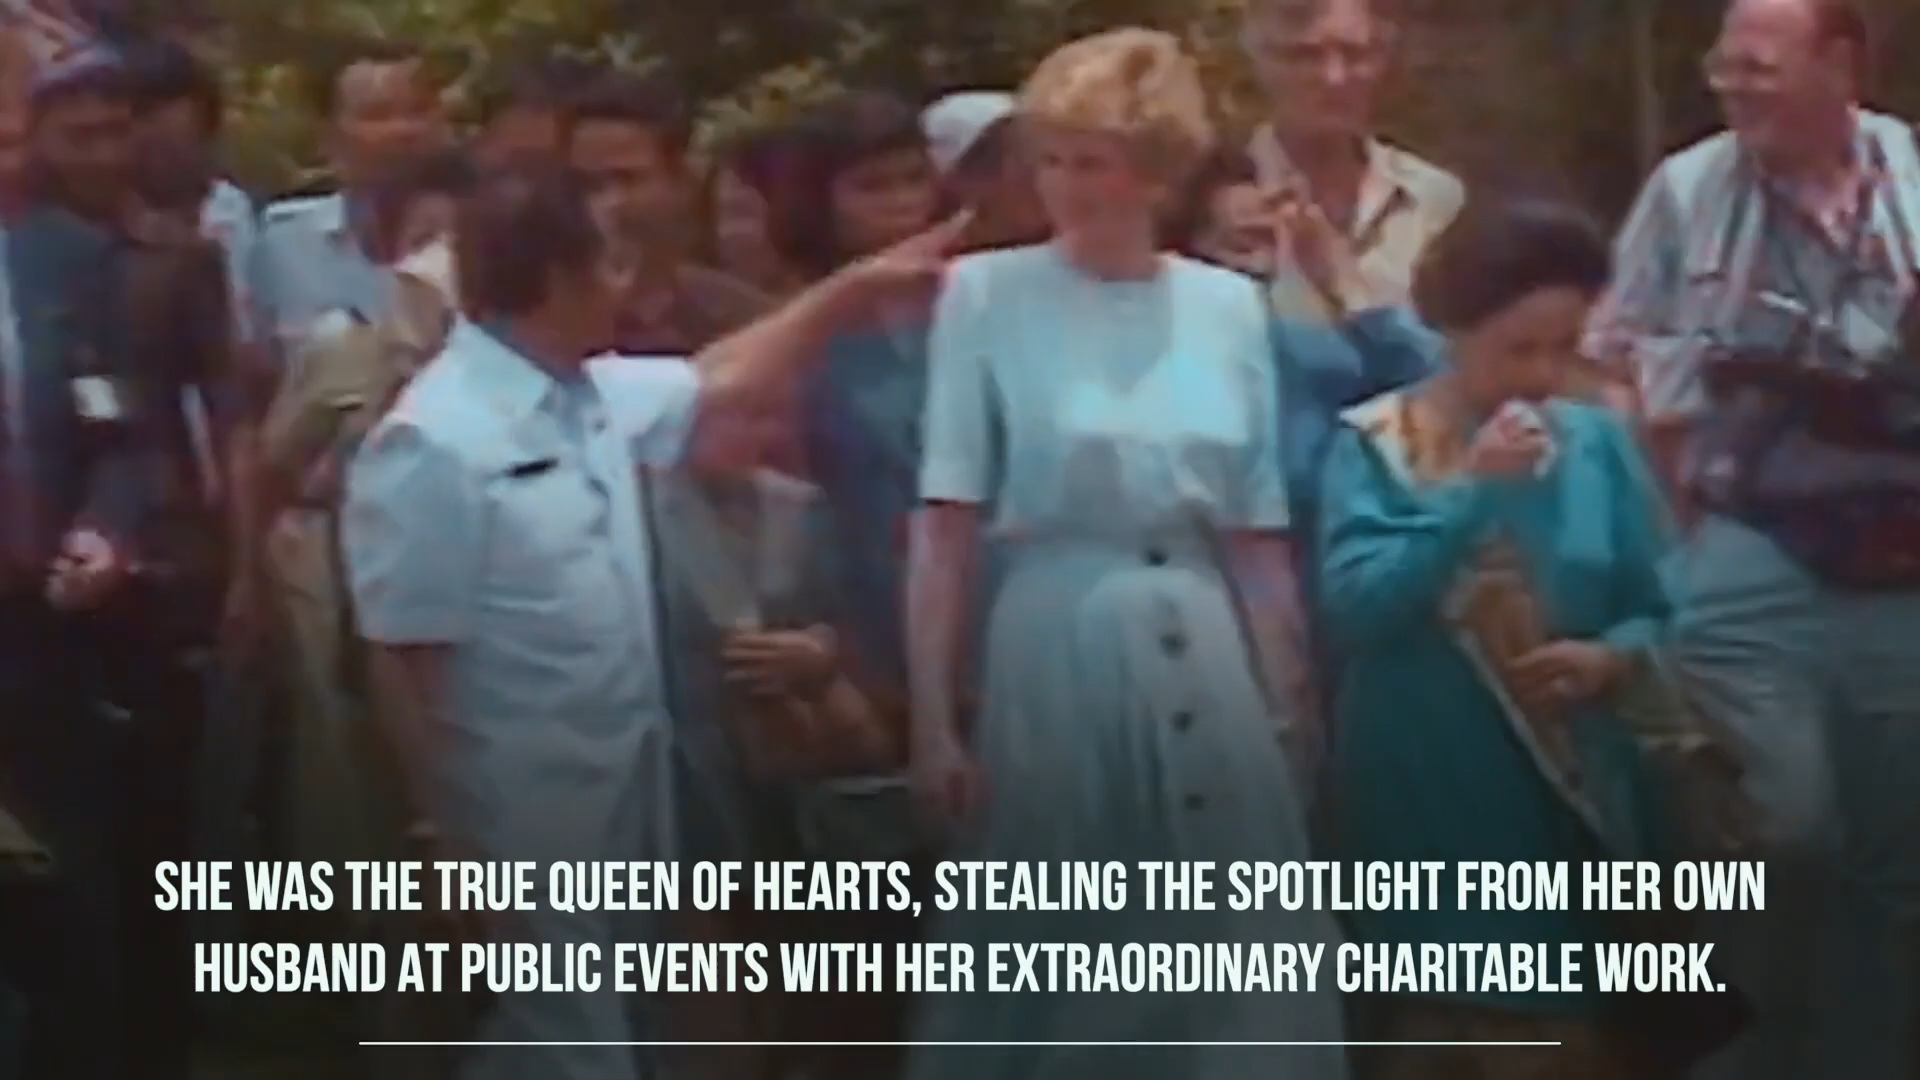 SHE WAS THE TRUE QUEEN OF HEARTS, STEALING THE SPOTLIGHT FROM HER OWN
HUSBAND AT PUBLIC EVENTS WITH HER EXTRAORDINARY CHARITABLE WORK.